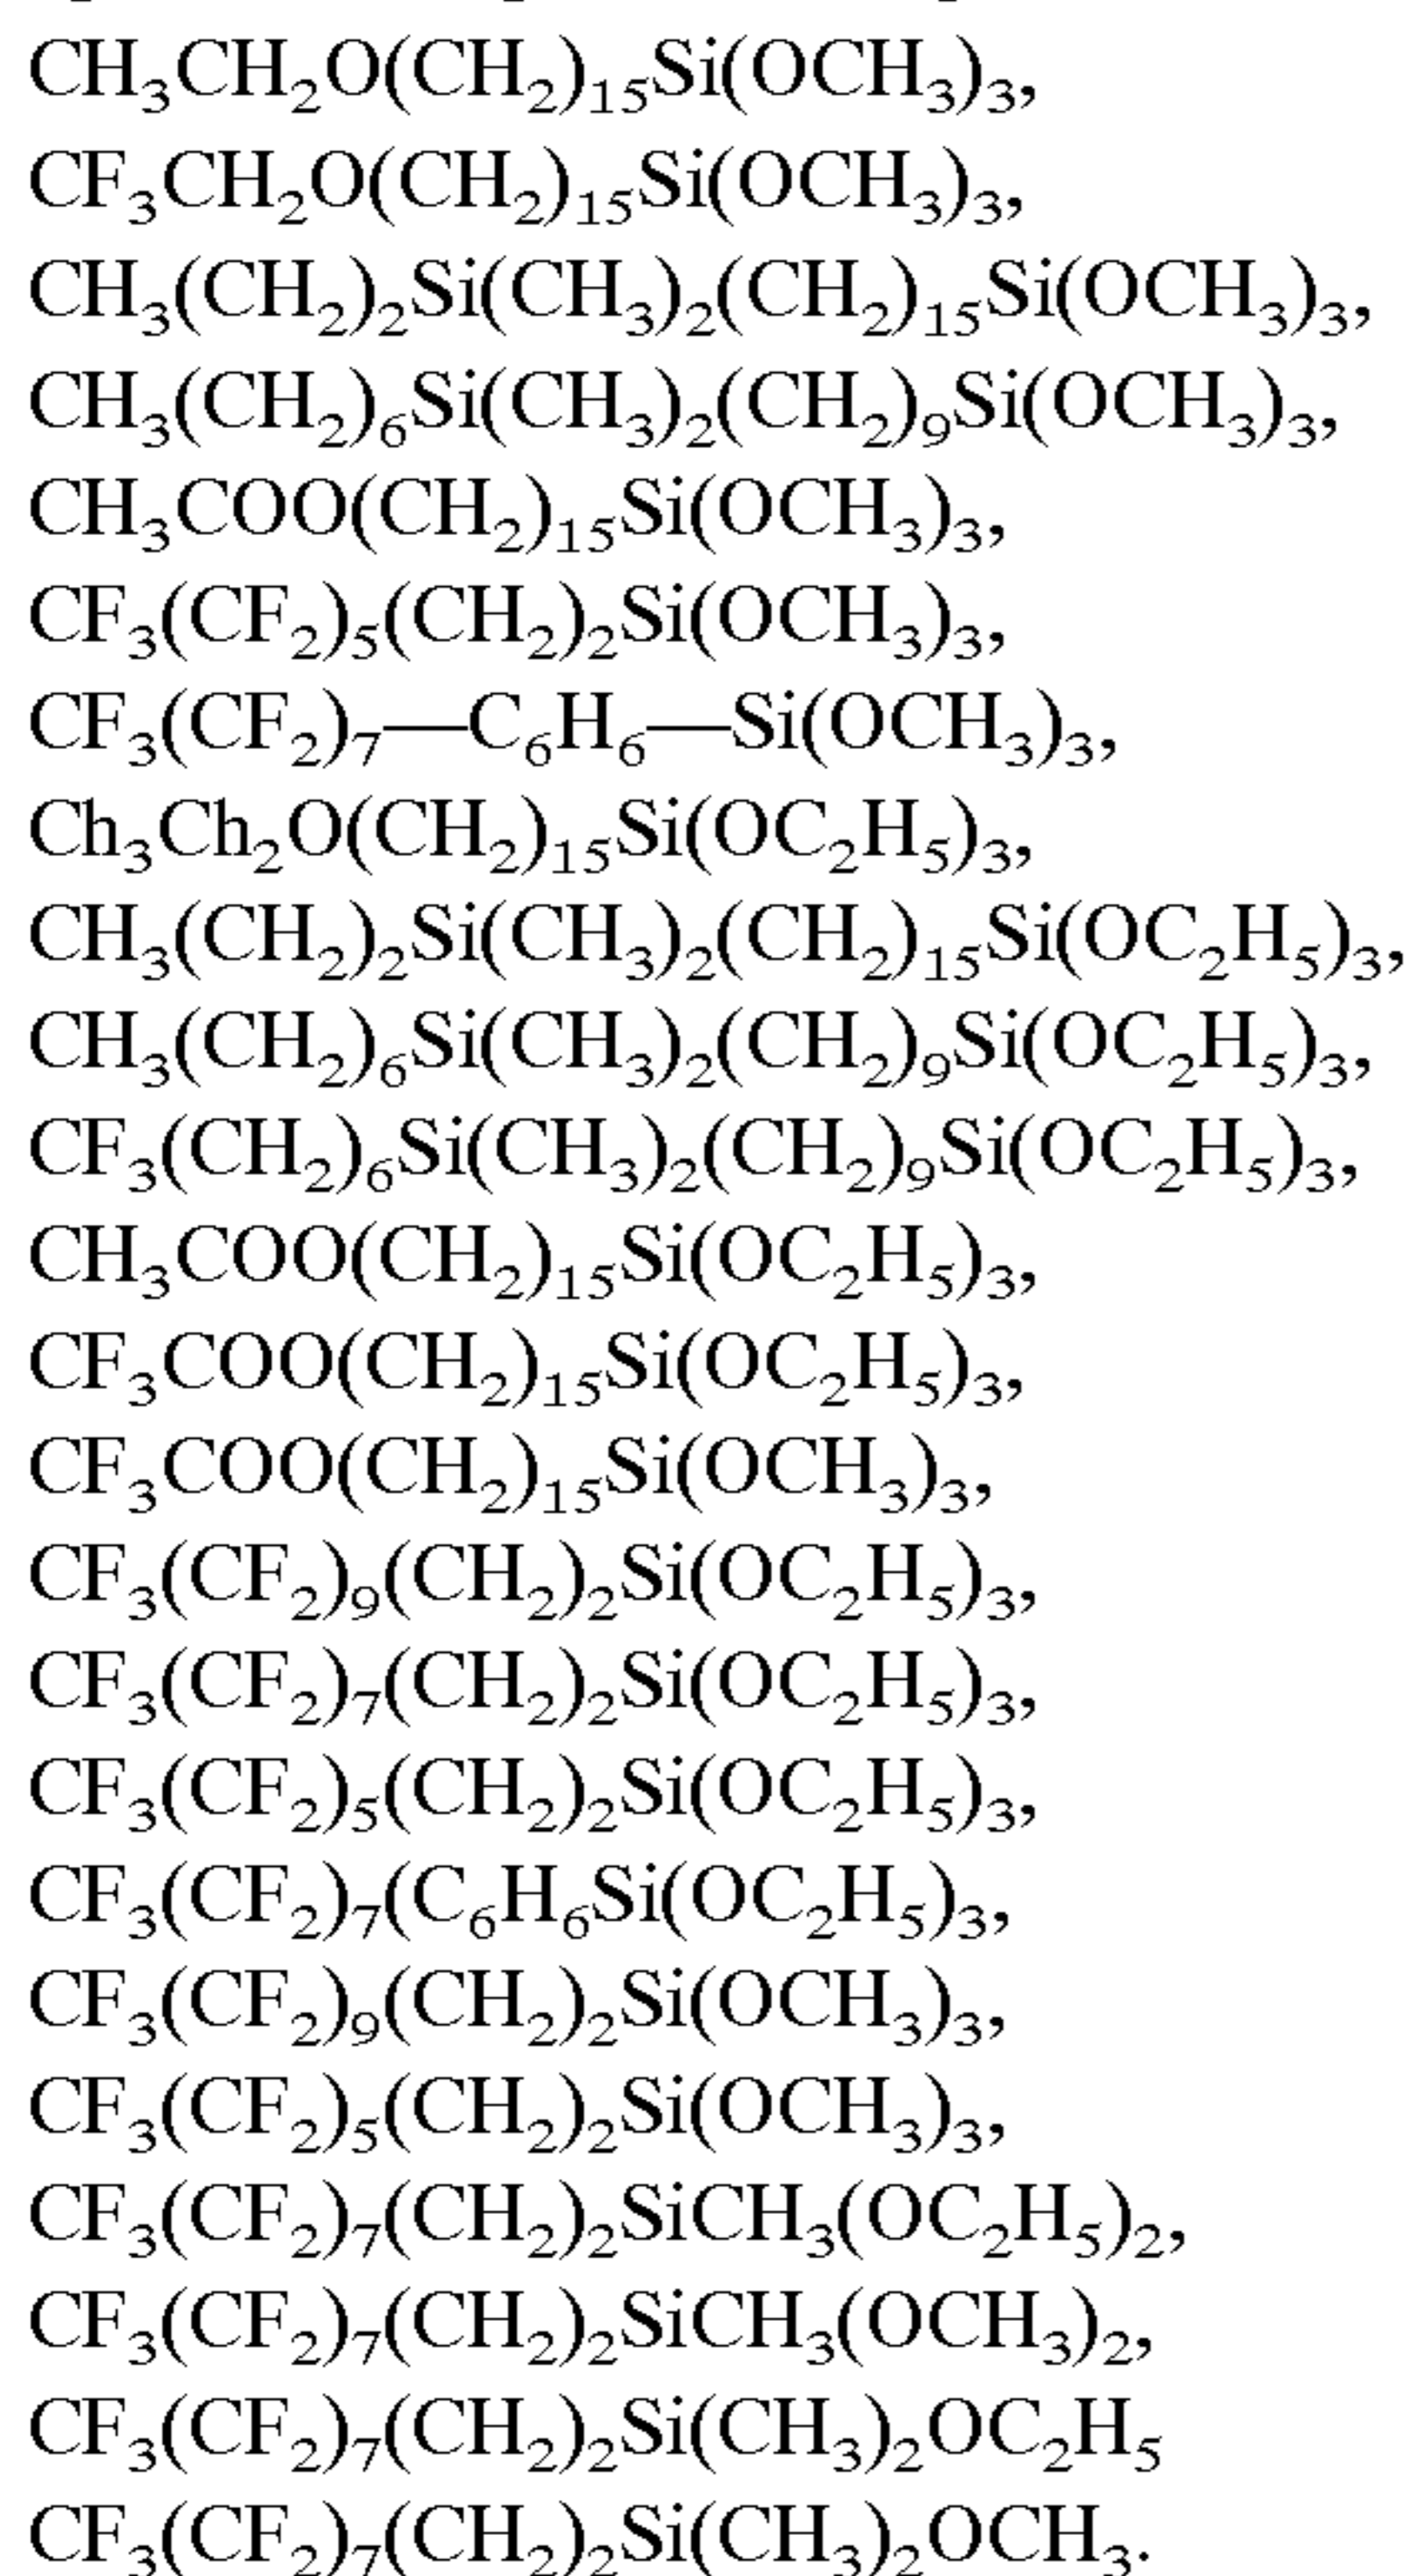 CH₃CH₂O(CH₂)₁₅Si(OCH₃)₃,
CF₃CH₂O(CH₂)₁₅Si(OCH₃)₃,
CH₃(CH₂)₂Si(CH₃)₂(CH₂)₁₅Si(OCH₃)₃,
CH₃(CH₂)₆Si(CH₃)₂(CH₂)₉Si(OCH₃)₃,
CH₃COO(CH₂)₁₅Si(OCH₃)₃,
CF₃(CF₂)₅(CH₂)₂Si(OCH₃)₃,
CF₃(CF₂)₇—C₆H₆—Si(OCH₃)₃,
Ch₃Ch₂O(CH₂)₁₅Si(OC₂H₅)₃,
CH₃(CH₂)₂Si(CH₃)₂(CH₂)₁₅Si(OC₂H₅)₃,
CH₃(CH₂)₆Si(CH₃)₂(CH₂)₉Si(OC₂H₅)₃,
CF₃(CH₂)₆Si(CH₃)₂(CH₂)₉Si(OC₂H₅)₃,
CH₃COO(CH₂)₁₅Si(OC₂H₅)₃,
CF₃COO(CH₂)₁₅Si(OC₂H₅)₃,
CF₃COO(CH₂)₁₅Si(OCH₃)₃,
CF₃(CF₂)₉(CH₂)₂Si(OC₂H₅)₃,
CF₃(CF₂)₇(CH₂)₂Si(OC₂H₅)₃,
CF₃(CF₂)₅(CH₂)₂Si(OC₂H₅)₃,
CF₃(CF₂)₇(C₆H₆Si(OC₂H₅)₃,
CF₃(CF₂)₉(CH₂)₂Si(OCH₃)₃,
CF₃(CF₂)₅(CH₂)₂Si(OCH₃)₃,
CF₃(CF₂)₇(CH₂)₂SiCH₃(OC₂H₅)₂,
CF₃(CF₂)₇(CH₂)₂SiCH₃(OCH₃)₂,
CF₃(CF₂)₇(CH₂)₂Si(CH₃)₂OC₂H₅
CF₃(CF₂)₇(CH₂)₂Si(CH₃)₂OCH₃.